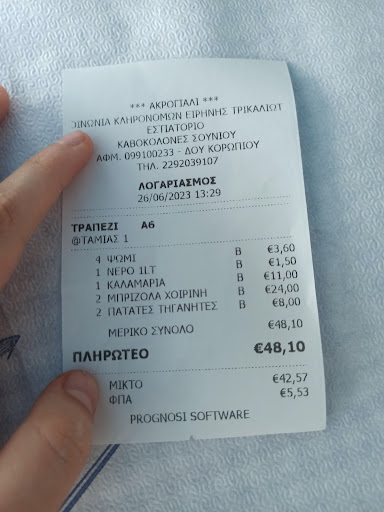 *** ΑΚΡΟΓΙΑΛΙ ***
ΟΙΝΩΝΙΑ ΚΛΗΡΟΝΟΜΩΝ ΕΙΡΗΝΗΣ ΤΡΙΚΑΛΙΩΤ
ΕΣΤΙΑΤΟΡΙΟ
ΚΑΒΟΚΟΛΟΝΕΣ ΣΟΥΝΙΟΥ
ΑΦΜ. 099100233 - ΔΟΥ ΚΟΡΩΠΙΟΥ
ΤΗΛ. 2292039107
ΛΟΓΑΡΙΑΣΜΟΣ
26/06/2023 13:29
ΤΡΑΠΕΖΙ Α6
@ΤΑΜΙΑΣ 1
4 ΨΩΜΙ Β €3,60
1 ΝΕΡΟ 1LT Β €1,50
1 ΚΑΛΑΜΑΡΙΑ Β €11,00
2 ΜΠΡΙΖΟΛΑ ΧΟΙΡΙΝΗ Β €24,00
2 ΠΑΤΑΤΕΣ ΤΗΓΑΝΗΤΕΣ Β €8,00
ΜΕΡΙΚΟ ΣΥΝΟΛΟ €48,10
ΠΛΗΡΩΤΕΟ €48,10
ΜΙΚΤΟ €42,57
ΦΠΑ €5,53
PROGNOSI SOFTWARE